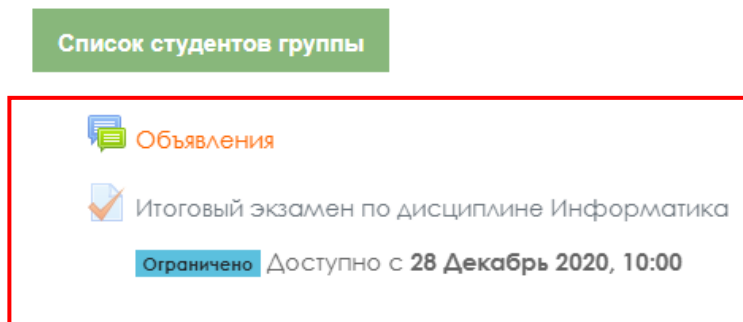 Список студентов группы
Объявления
Итоговый экзамен по дисциплине Информатика
Ограничено Доступно с 28 Декабрь 2020, 10:00